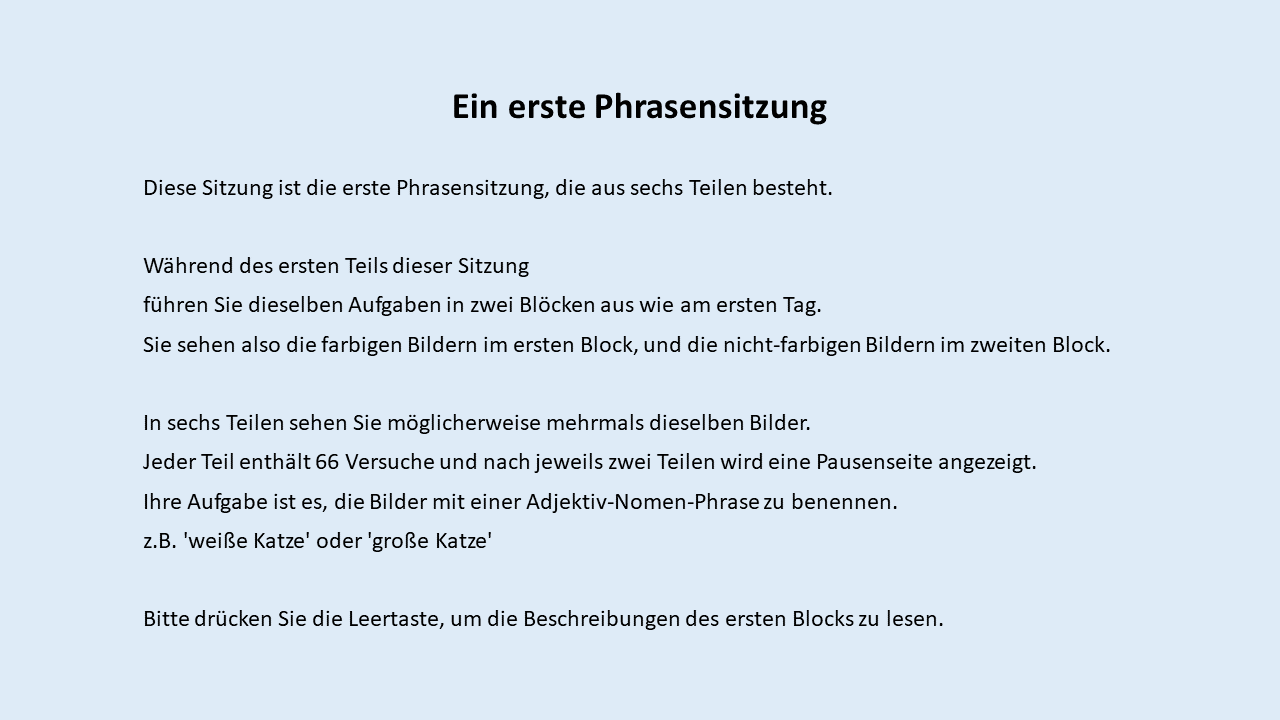 Ein erste Phrasensitzung
Diese Sitzung ist die erste Phrasensitzung, die aus sechs Teilen besteht.
Während des ersten Teils dieser Sitzung
führen Sie dieselben Aufgaben in zwei Blöcken aus wie am ersten Tag.
Sie sehen also die farbigen Bildern im ersten Block, und die nicht-farbigen Bildern im zweiten Block.
In sechs Teilen sehen Sie möglicherweise mehrmals dieselben Bilder.
Jeder Teil enthält 66 Versuche und nach jeweils zwei Teilen wird eine Pausenseite angezeigt.
Ihre Aufgabe ist es, die Bilder mit einer Adjektiv-Nomen-Phrase zu benennen.
z.B. 'weiße Katze' oder 'große Katze'
Bitte drücken Sie die Leertaste, um die Beschreibungen des ersten Blocks zu lesen.